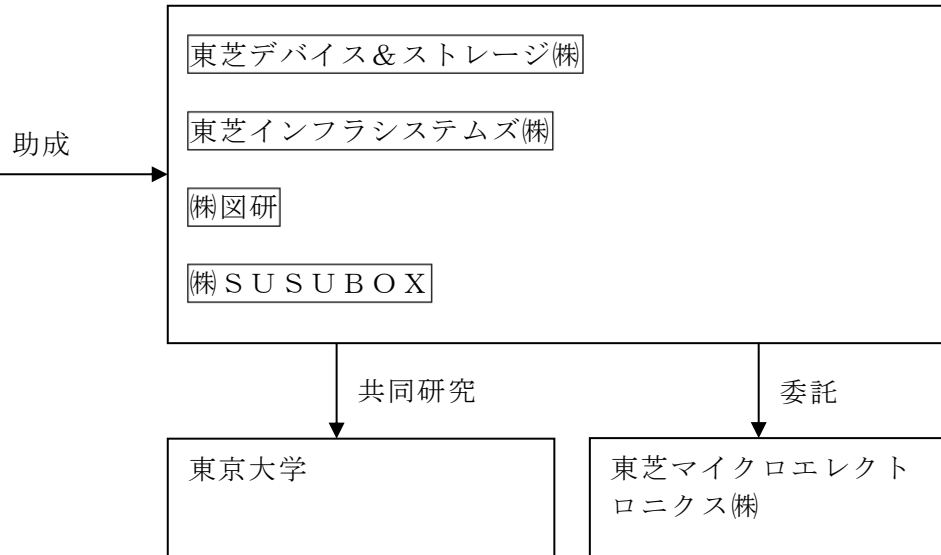 東芝デバイス＆ストレージ㈱
東芝インフラシステムズ㈱
助成
㈱図研
㈱ＳＵＳＵＢＯＸ
共同研究
委託
東京大学
東芝マイクロエレクト
ロニクス㈱